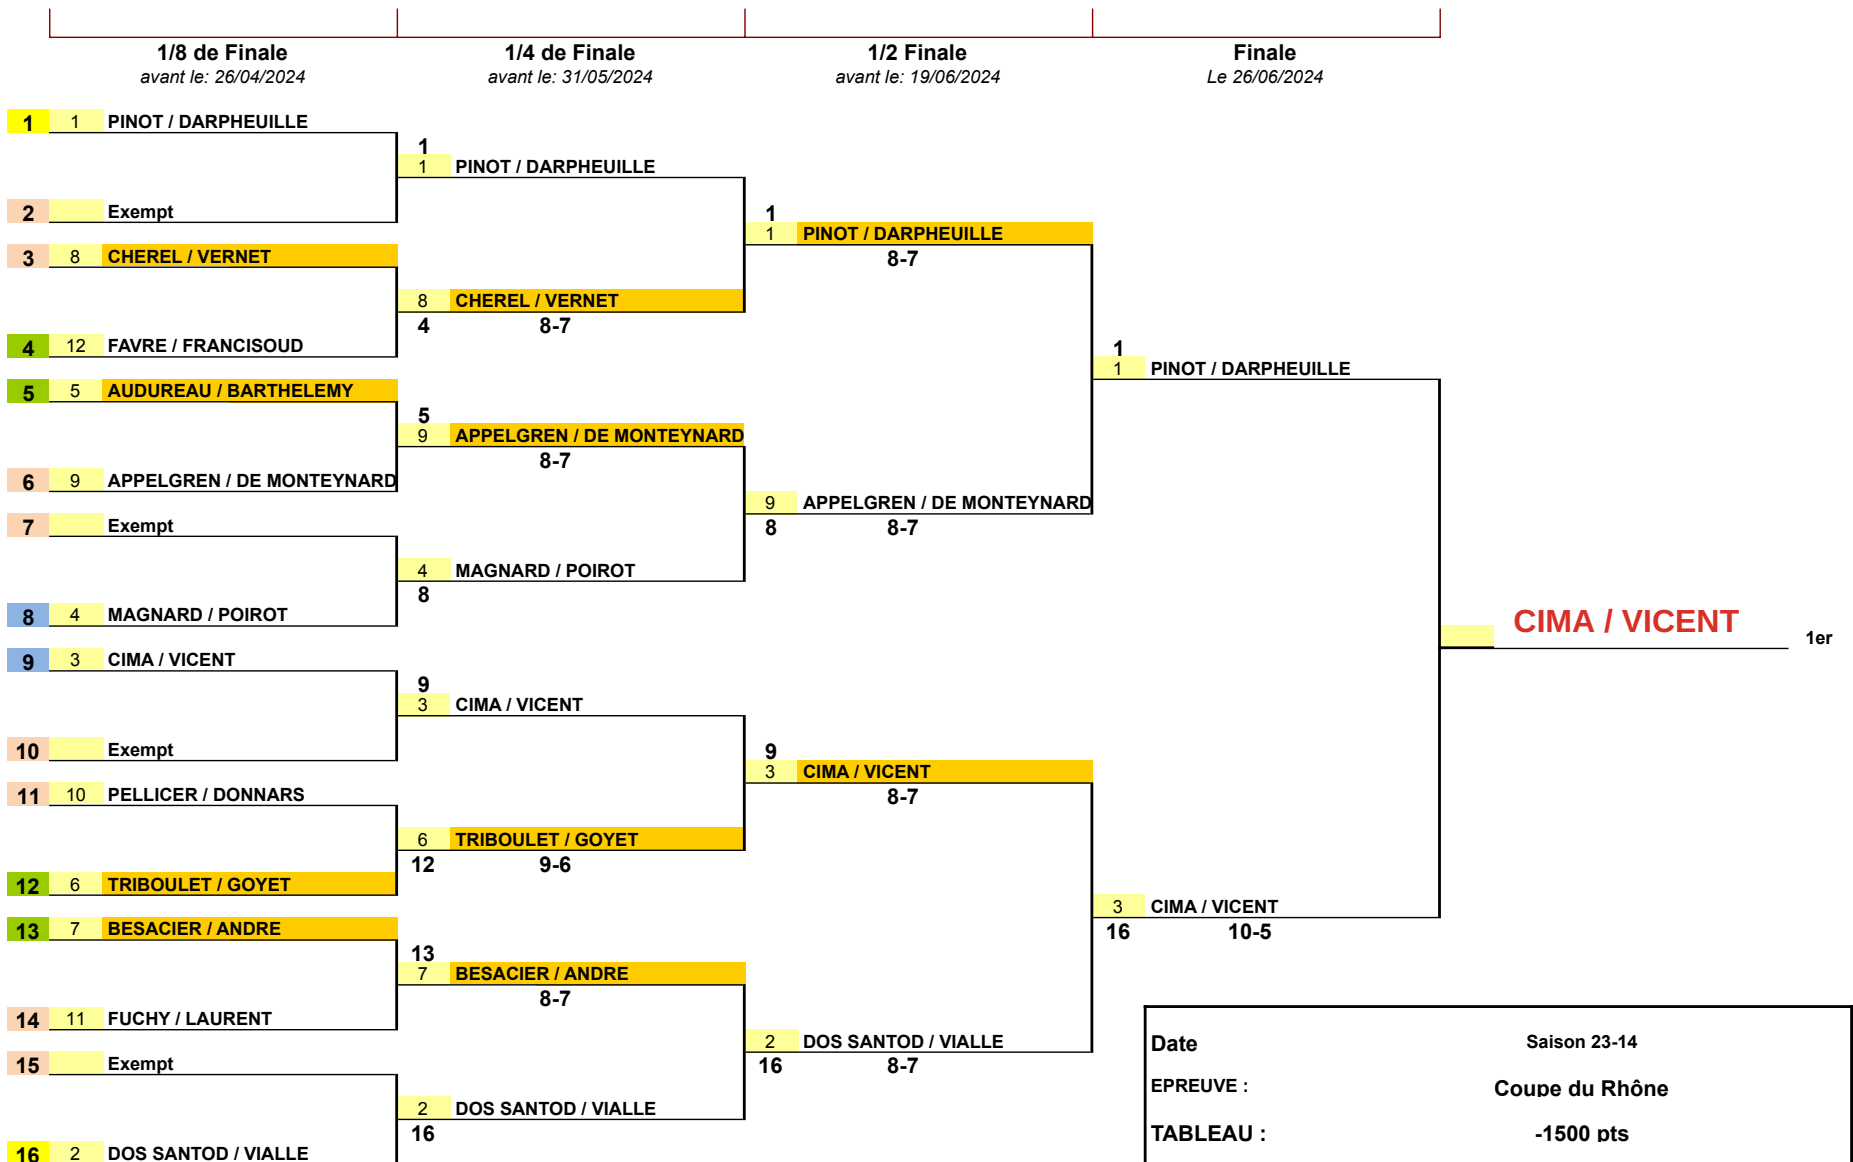 1/8 de Finale 1/4 de Finale 1/2 Finale Finale
avant le: 26/04/2024 avant le: 31/05/2024 avant le: 19/06/2024 Le 26/06/2024
1 1 PINOT / DARPHEUILLE
1
1 PINOT / DARPHEUILLE
2 Exempt
1
1 PINOT / DARPHEUILLE
8-7
3 8 CHEREL / VERNET
8 CHEREL / VERNET
4 8-7
4 12 FAVRE / FRANCISOUD
1
1 PINOT / DARPHEUILLE
5 5 AUDUREAU / BARTHELEMY
5
9 APPELGREN / DE MONTEYNARD
8-7
6 9 APPELGREN / DE MONTEYNARD
9 APPELGREN / DE MONTEYNARD
8 8-7
7 Exempt
4 MAGNARD / POIROT
8
8 4 MAGNARD / POIROT
CIMA / VICENT
1er
9 3 CIMA / VICENT
9
3 CIMA / VICENT
10 Exempt
9
3 CIMA / VICENT
8-7
11 10 PELLICER / DONNARS
6 TRIBOULET / GOYET
12 9-6
12 6 TRIBOULET / GOYET
3 CIMA / VICENT
16 10-5
13 7 BESACIER / ANDRE
13
7 BESACIER / ANDRE
8-7
14 11 FUCHY / LAURENT
2 DOS SANTOD / VIALLE
16 8-7
15 Exempt
2 DOS SANTOD / VIALLE
16
16 2 DOS SANTOD / VIALLE
Date Saison 23-14
EPREUVE : Coupe du Rhône
TABLEAU : -1500 pts